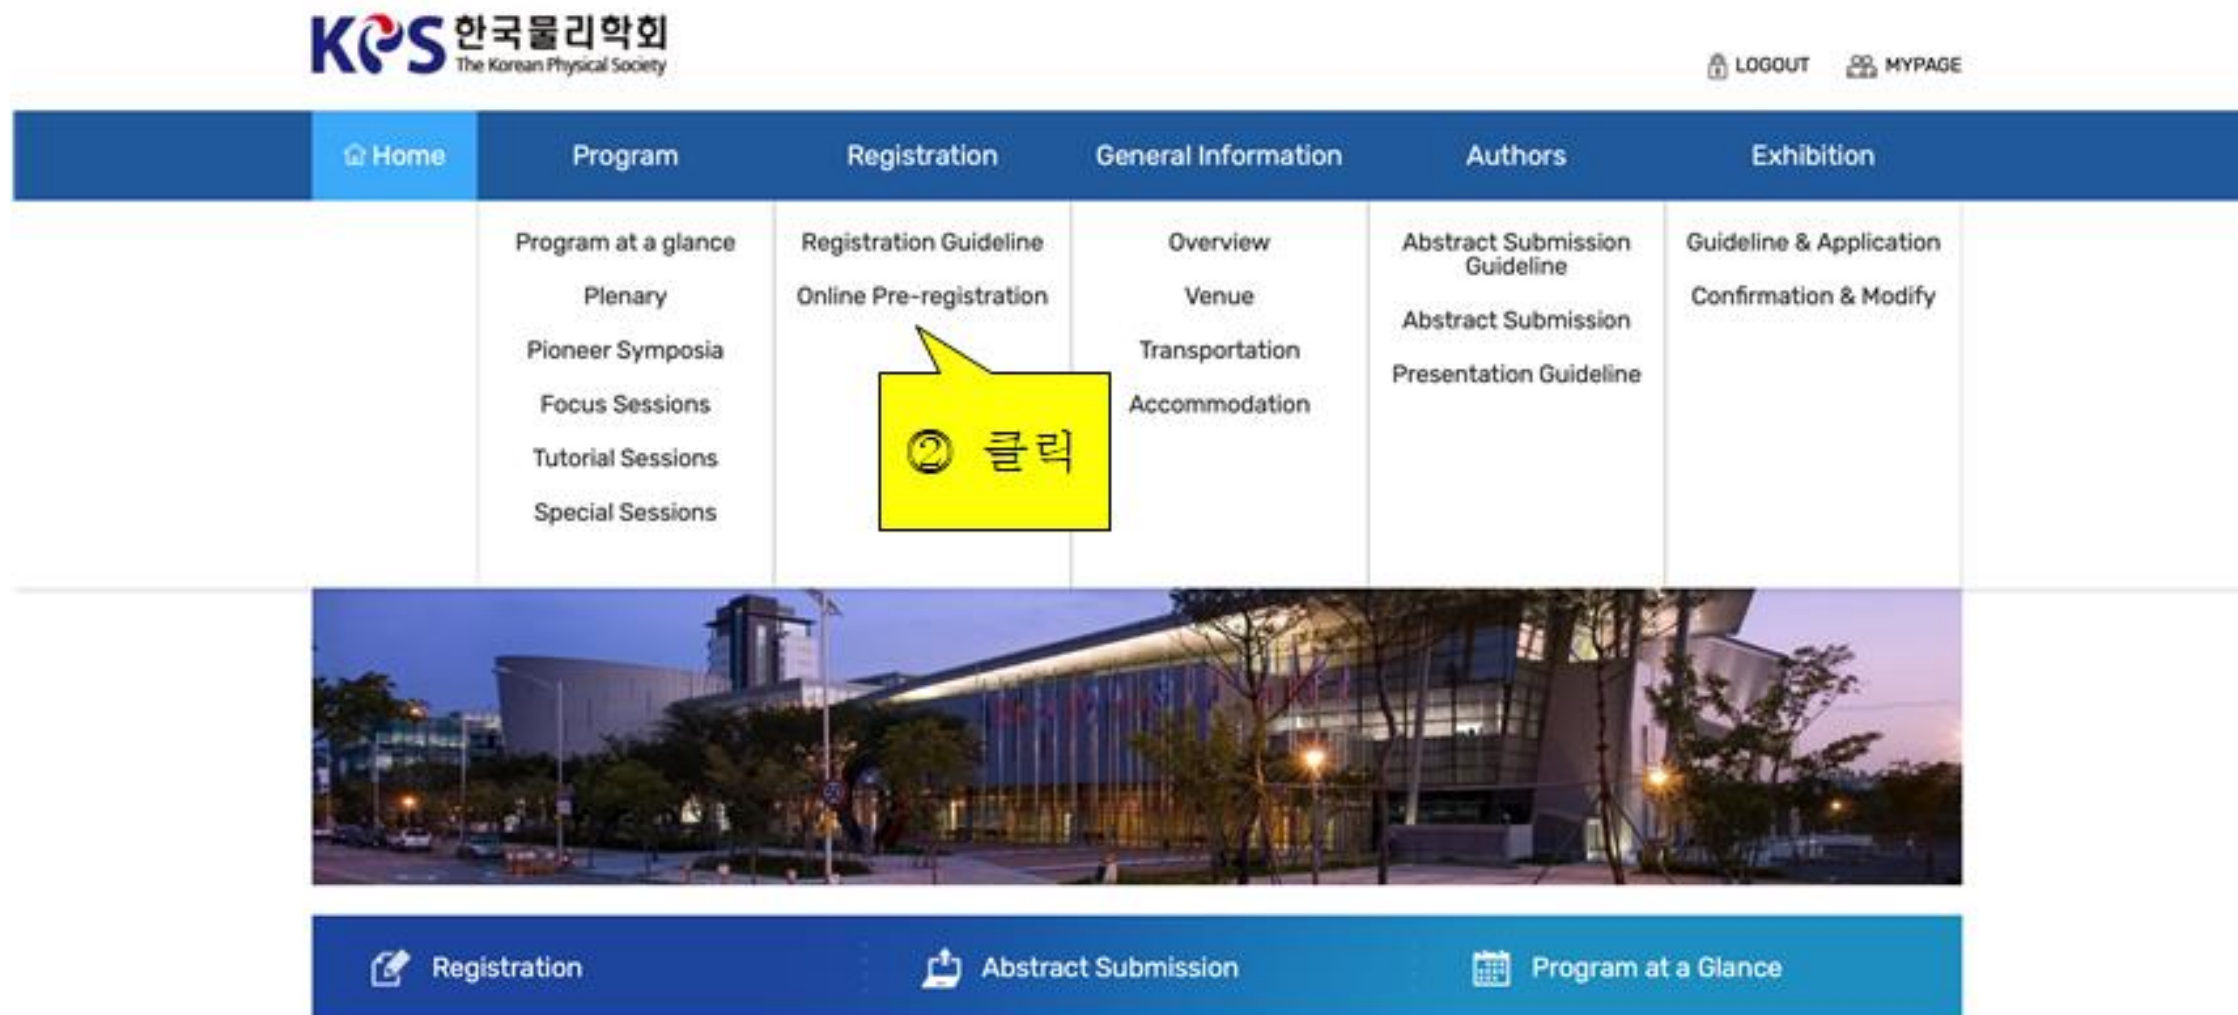 KPS 한국물리학회
The Korean Physical Society
LOGOUT MYPAGE
Home Program Registration General Information Authors Exhibition
Program at a glance
Plenary
Pioneer Symposia
Focus Sessions
Tutorial Sessions
Special Sessions
Registration Guideline
Online Pre-registration
② 클릭
Overview
Venue
Transportation
Accommodation
Abstract Submission
Guideline
Abstract Submission
Presentation Guideline
Guideline & Application
Confirmation & Modify
Registration
Abstract Submission
Program at a Glance